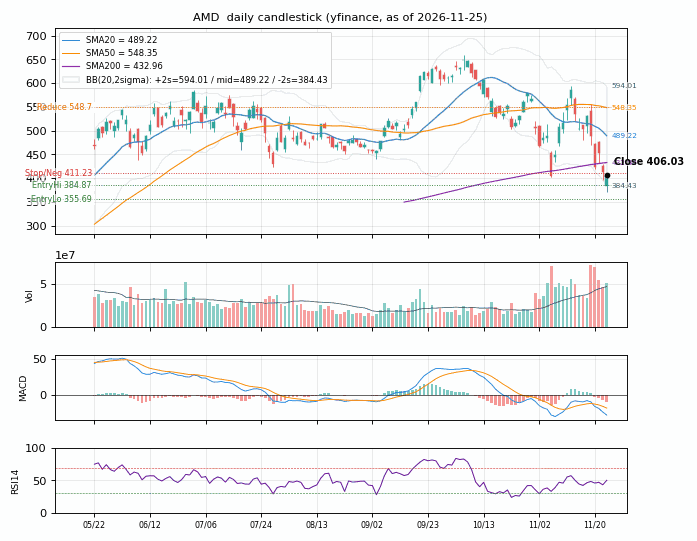 AMD daily candlestick (yfinance, as of 2026-11-25)
SMA20 = 489.22
SMA50 = 548.35
SMA200 = 432.96
BB(20,2sigma): +2s=594.01 / mid=489.22 / -2s=384.43
700
650
600
594.01
550
Reduce 548.7
548.35
500
489.22
450
Close 406.03
Stop/Neg 411.23
400
EntryHi 384.87
384.43
EntryLo 355.69
350
300
1e7
Vol
5
0
MACD
50
0
RSI14
100
50
0
05/22 06/12 07/06 07/24 08/13 09/02 09/23 10/13 11/02 11/20